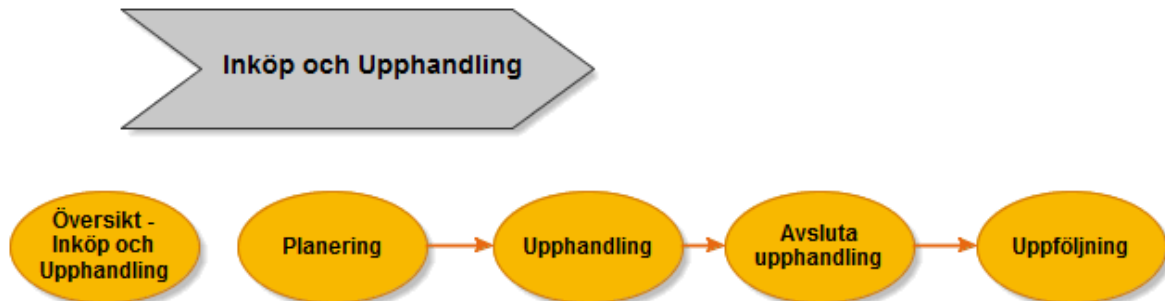 Inköp och Upphandling
Översikt -
Inköp och
Upphandling
Planering
Upphandling
Avsluta
upphandling
Uppföljning